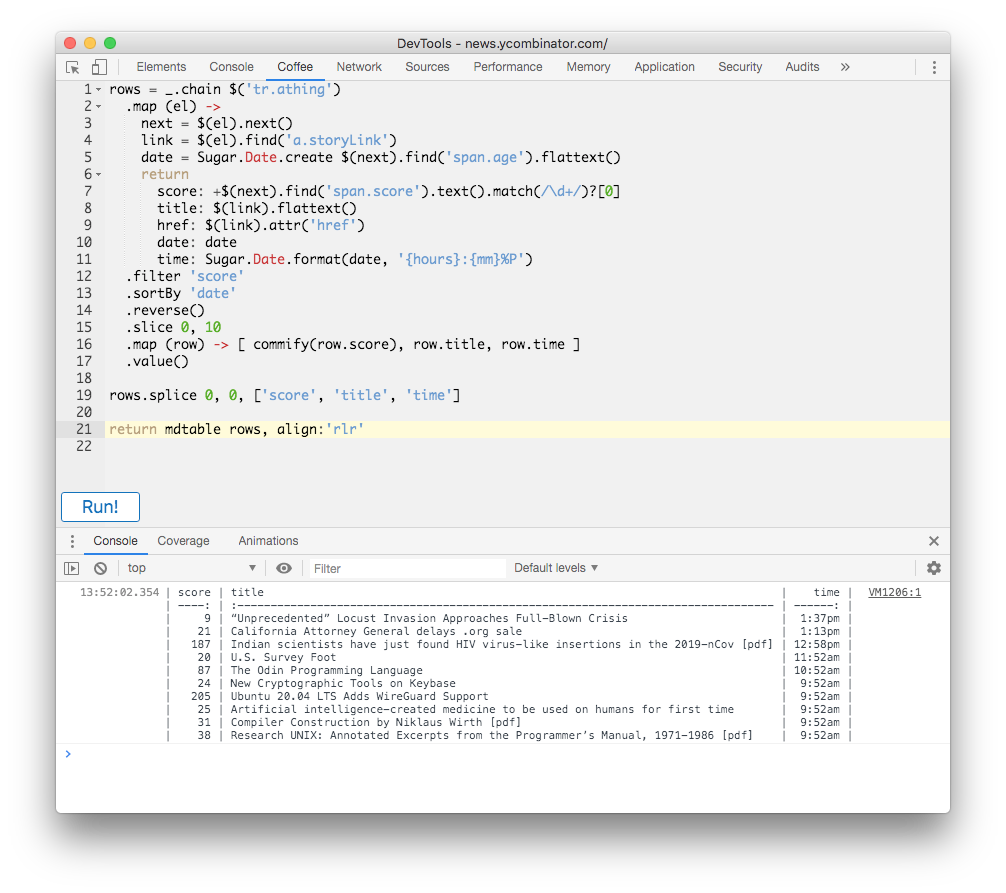 DevTools - news.ycombinator.com/
Elements Console Coffee Network Sources Performance Memory Application Security Audits »
1 rows = _.chain $('tr.athing')
2   .map (el) ->
3     next = $(el).next()
4     link = $(el).find('a.storyLink')
5     date = Sugar.Date.create $(next).find('span.age').flattext()
6     return
7       score: +$(next).find('span.score').text().match(/\d+/)?[0]
8       title: $(link).flattext()
9       href: $(link).attr('href')
10       date: date
11       time: Sugar.Date.format(date, '{hours}:{mm}%P')
12   .filter 'score'
13   .sortBy 'date'
14   .reverse()
15   .slice 0, 10
16   .map (row) -> [ commify(row.score), row.title, row.time ]
17   .value()
18
19 rows.splice 0, 0, ['score', 'title', 'time']
20
21 return mdtable rows, align:'rlr'
22
Run!
Console Coverage Animations
top Filter Default levels
13:52:02.354 | score | title | time | VM1206:1
| ----: | :--------------------------------------------------------------------------------- | ------: |
| 9 | “Unprecedented” Locust Invasion Approaches Full-Blown Crisis | 1:37pm |
| 21 | California Attorney General delays .org sale | 1:13pm |
| 187 | Indian scientists have just found HIV virus-like insertions in the 2019-nCov [pdf] | 12:58pm |
| 20 | U.S. Survey Foot | 11:52am |
| 87 | The Odin Programming Language | 10:52am |
| 24 | New Cryptographic Tools on Keybase | 9:52am |
| 205 | Ubuntu 20.04 LTS Adds WireGuard Support | 9:52am |
| 25 | Artificial intelligence-created medicine to be used on humans for first time | 9:52am |
| 31 | Compiler Construction by Niklaus Wirth [pdf] | 9:52am |
| 38 | Research UNIX: Annotated Excerpts from the Programmer’s Manual, 1971-1986 [pdf] | 9:52am |